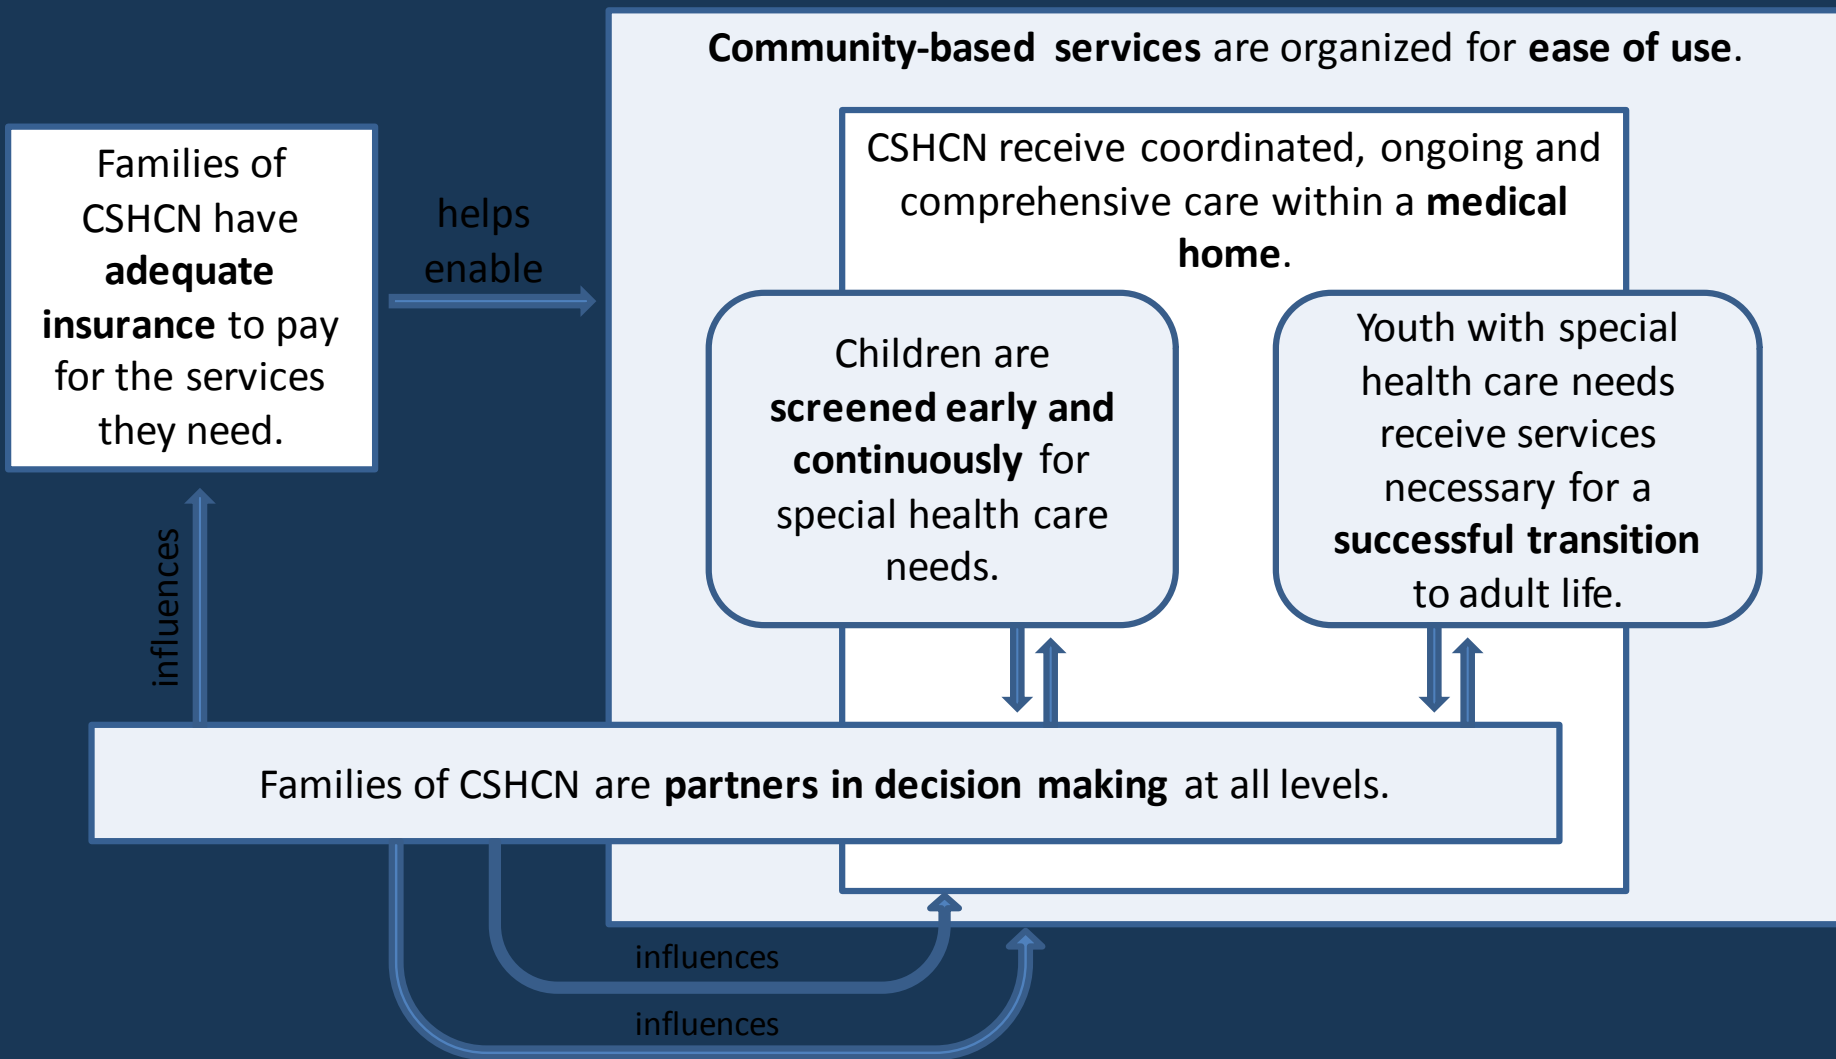 Community-based services are organized for ease of use.
Families of
CSHCN have
adequate
insurance to pay
for the services
they need.
helps
enable
CSHCN receive coordinated, ongoing and
comprehensive care within a medical
home.
Children are
screened early and
continuously for
special health care
needs.
Youth with special
health care needs
receive services
necessary for a
successful transition
to adult life.
influences
Families of CSHCN are partners in decision making at all levels.
influences
influences